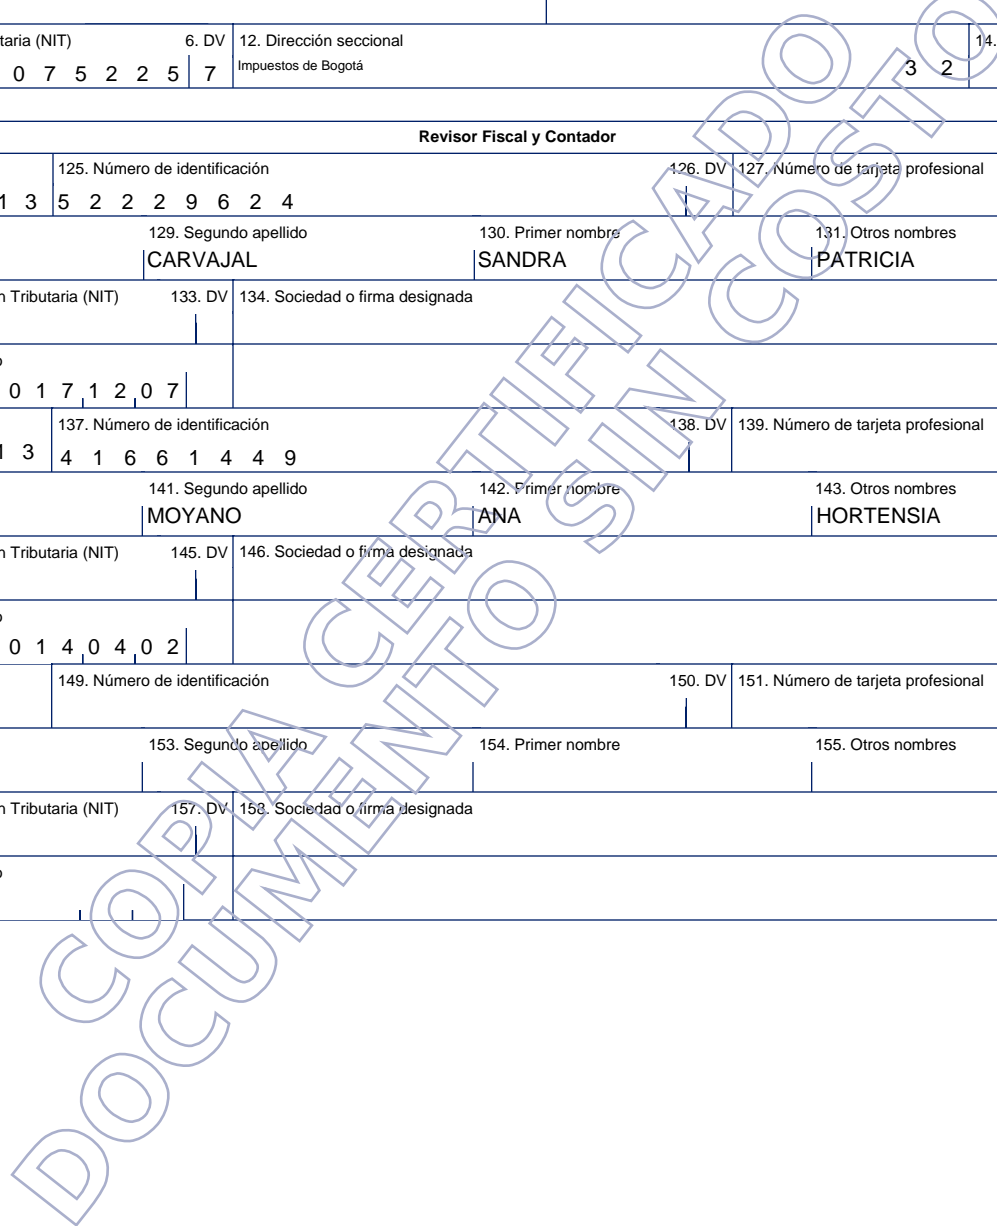 taria (NIT) 6. DV 12. Dirección seccional 14.
0 7 5 2 2 5 7 Impuestos de Bogotá 3 2
Revisor Fiscal y Contador
125. Número de identificación 126. DV 127. Número de tarjeta profesional
1 3 5 2 2 2 9 6 2 4
129. Segundo apellido 130. Primer nombre 131. Otros nombres
CARVAJAL SANDRA PATRICIA
n Tributaria (NIT) 133. DV 134. Sociedad o firma designada
o
0 1 7 1 2 0 7
137. Número de identificación 138. DV 139. Número de tarjeta profesional
1 3 4 1 6 6 1 4 4 9
141. Segundo apellido 142. Primer nombre 143. Otros nombres
MOYANO ANA HORTENSIA
n Tributaria (NIT) 145. DV 146. Sociedad o firma designada
o
0 1 4 0 4 0 2
149. Número de identificación 150. DV 151. Número de tarjeta profesional
153. Segundo apellido 154. Primer nombre 155. Otros nombres
n Tributaria (NIT) 157. DV 158. Sociedad o firma designada
o
COPIA CERTIFICADO
DOCUMENTO SIN COSTO